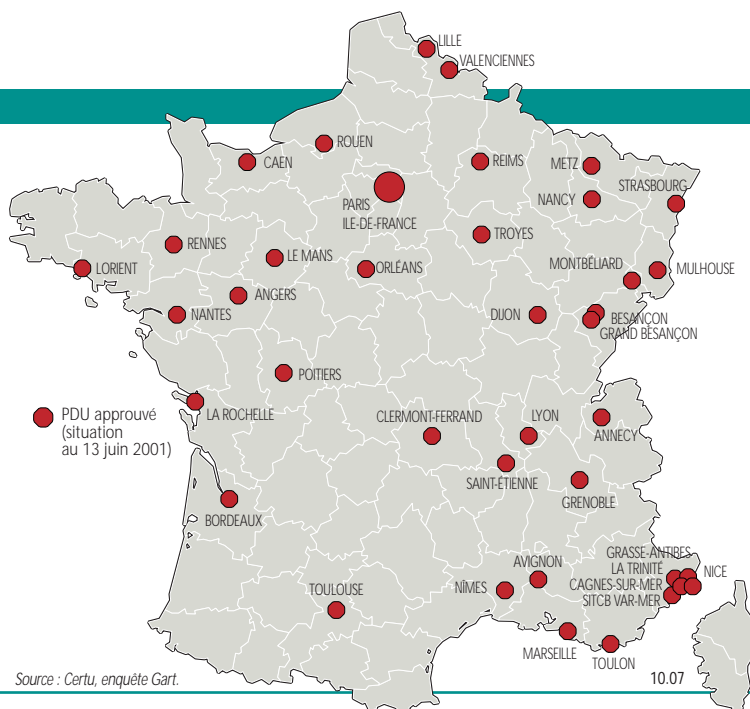 LILLE
VALENCIENNES
ROUEN
CAEN
REIMS
METZ
STRASBOURG
NANCY
PARIS
ILE-DE-FRANCE
TROYES
RENNES
LE MANS
ORLÉANS
MONTBÉLIARD
MULHOUSE
LORIENT
ANGERS
NANTES
DIJON
BESANÇON
GRAND BESANÇON
POITIERS
LA ROCHELLE
PDU approuvé
(situation
au 13 juin 2001)
CLERMONT-FERRAND
LYON
ANNECY
SAINT-ÉTIENNE
GRENOBLE
BORDEAUX
GRASSE-ANTIBES
LA TRINITÉ
NICE
CAGNES-SUR-MER
SITCB VAR-MER
AVIGNON
NÎMES
TOULOUSE
MARSEILLE
TOULON
Source : Certu, enquête Gart.
10.07